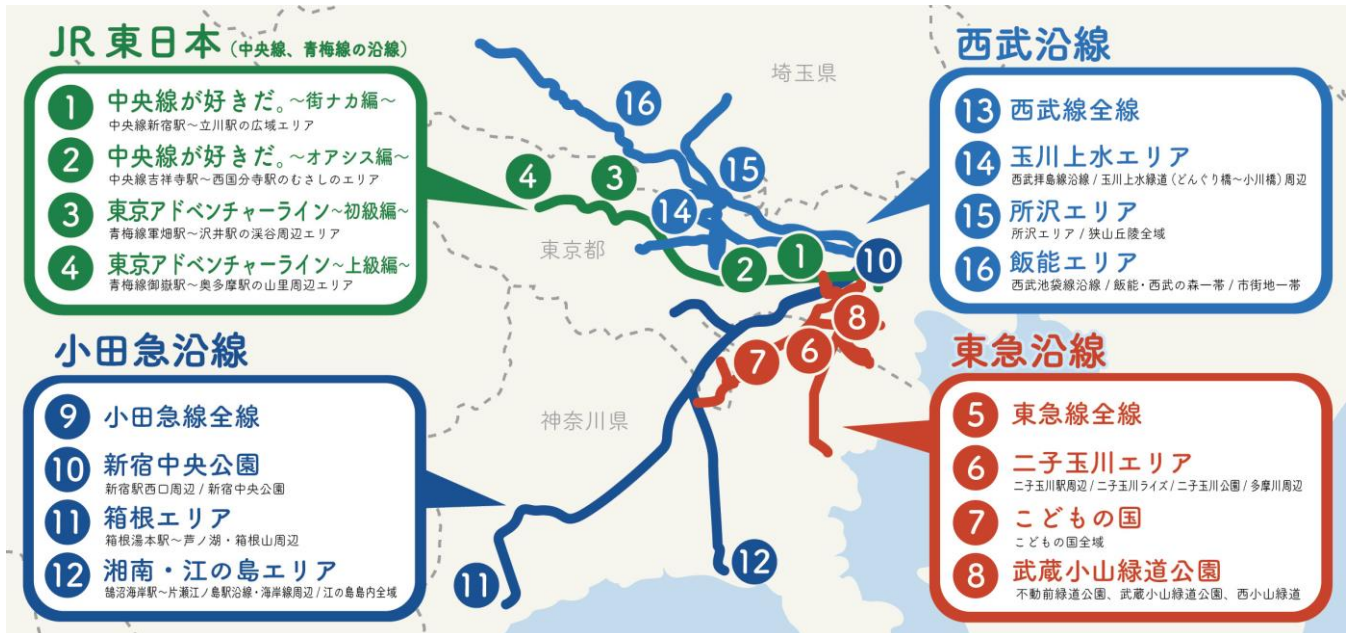 JR 東日本 (中央線、青梅線の沿線)
1 中央線が好きだ。～街ナカ編～
中央線新宿駅～立川駅の広域エリア
2 中央線が好きだ。～オアシス編～
中央線吉祥寺駅～西国分寺駅のむさしのエリア
3 東京アドベンチャーライン～初級編～
青梅線軍畑駅～沢井駅の渓谷周辺エリア
4 東京アドベンチャーライン～上級編～
青梅線御嶽駅～奥多摩駅の山里周辺エリア
小田急沿線
9 小田急線全線
10 新宿中央公園
新宿駅西口周辺 / 新宿中央公園
11 箱根エリア
箱根湯本駅～芦ノ湖・箱根山周辺
12 湘南・江の島エリア
鵠沼海岸駅～片瀬江ノ島駅沿線・海岸線周辺 / 江の島島内全域
埼玉県
16
15
4
3
14
東京都
2
1
10
8
7
6
神奈川県
11
12
西武沿線
13 西武線全線
14 玉川上水エリア
西武拝島線沿線 / 玉川上水緑道 (どんぐり橋～小川橋) 周辺
15 所沢エリア
所沢エリア / 狭山丘陵全域
16 飯能エリア
西武池袋線沿線 / 飯能・西武の森一帯 / 市街地一帯
東急沿線
5 東急線全線
6 二子玉川エリア
二子玉川駅周辺 / 二子玉川ライズ / 二子玉川公園 / 多摩川周辺
7 こどもの国
こどもの国全域
8 武蔵小山緑道公園
不動前緑道公園、武蔵小山緑道公園、西小山緑道